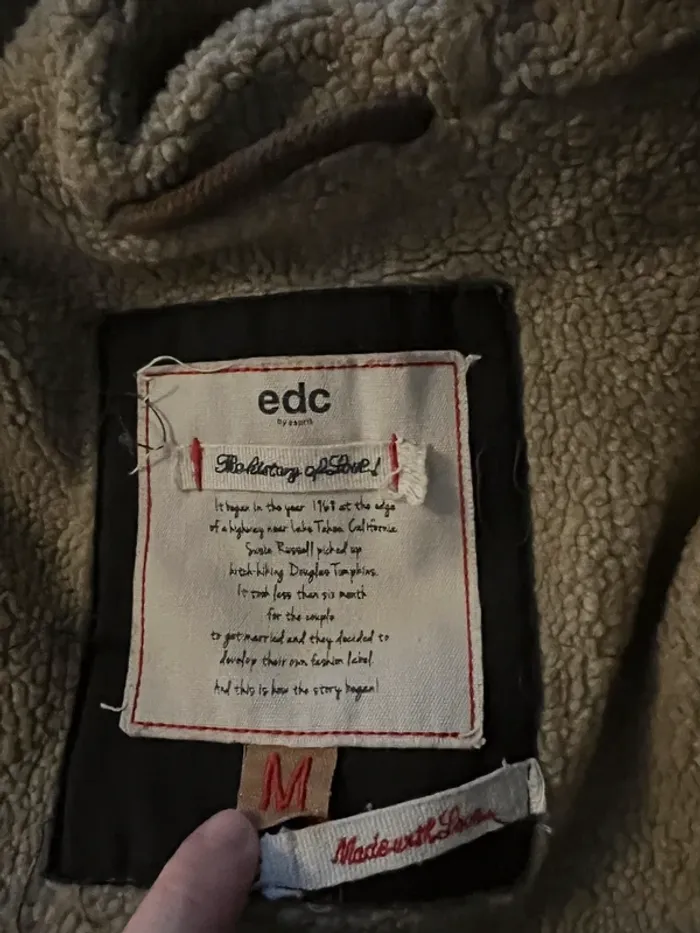 edc
by esprit
The history of Love!
It began in the year 1968 at the edge
of a highway near Lake Tahoe California.
Susie Russell picked up
hitch-hiking Douglas Tompkins.
It took less than six month
for the couple
to get married and they decided to
develop their own fashion label.
And this is how the story began!
M
Made with Love